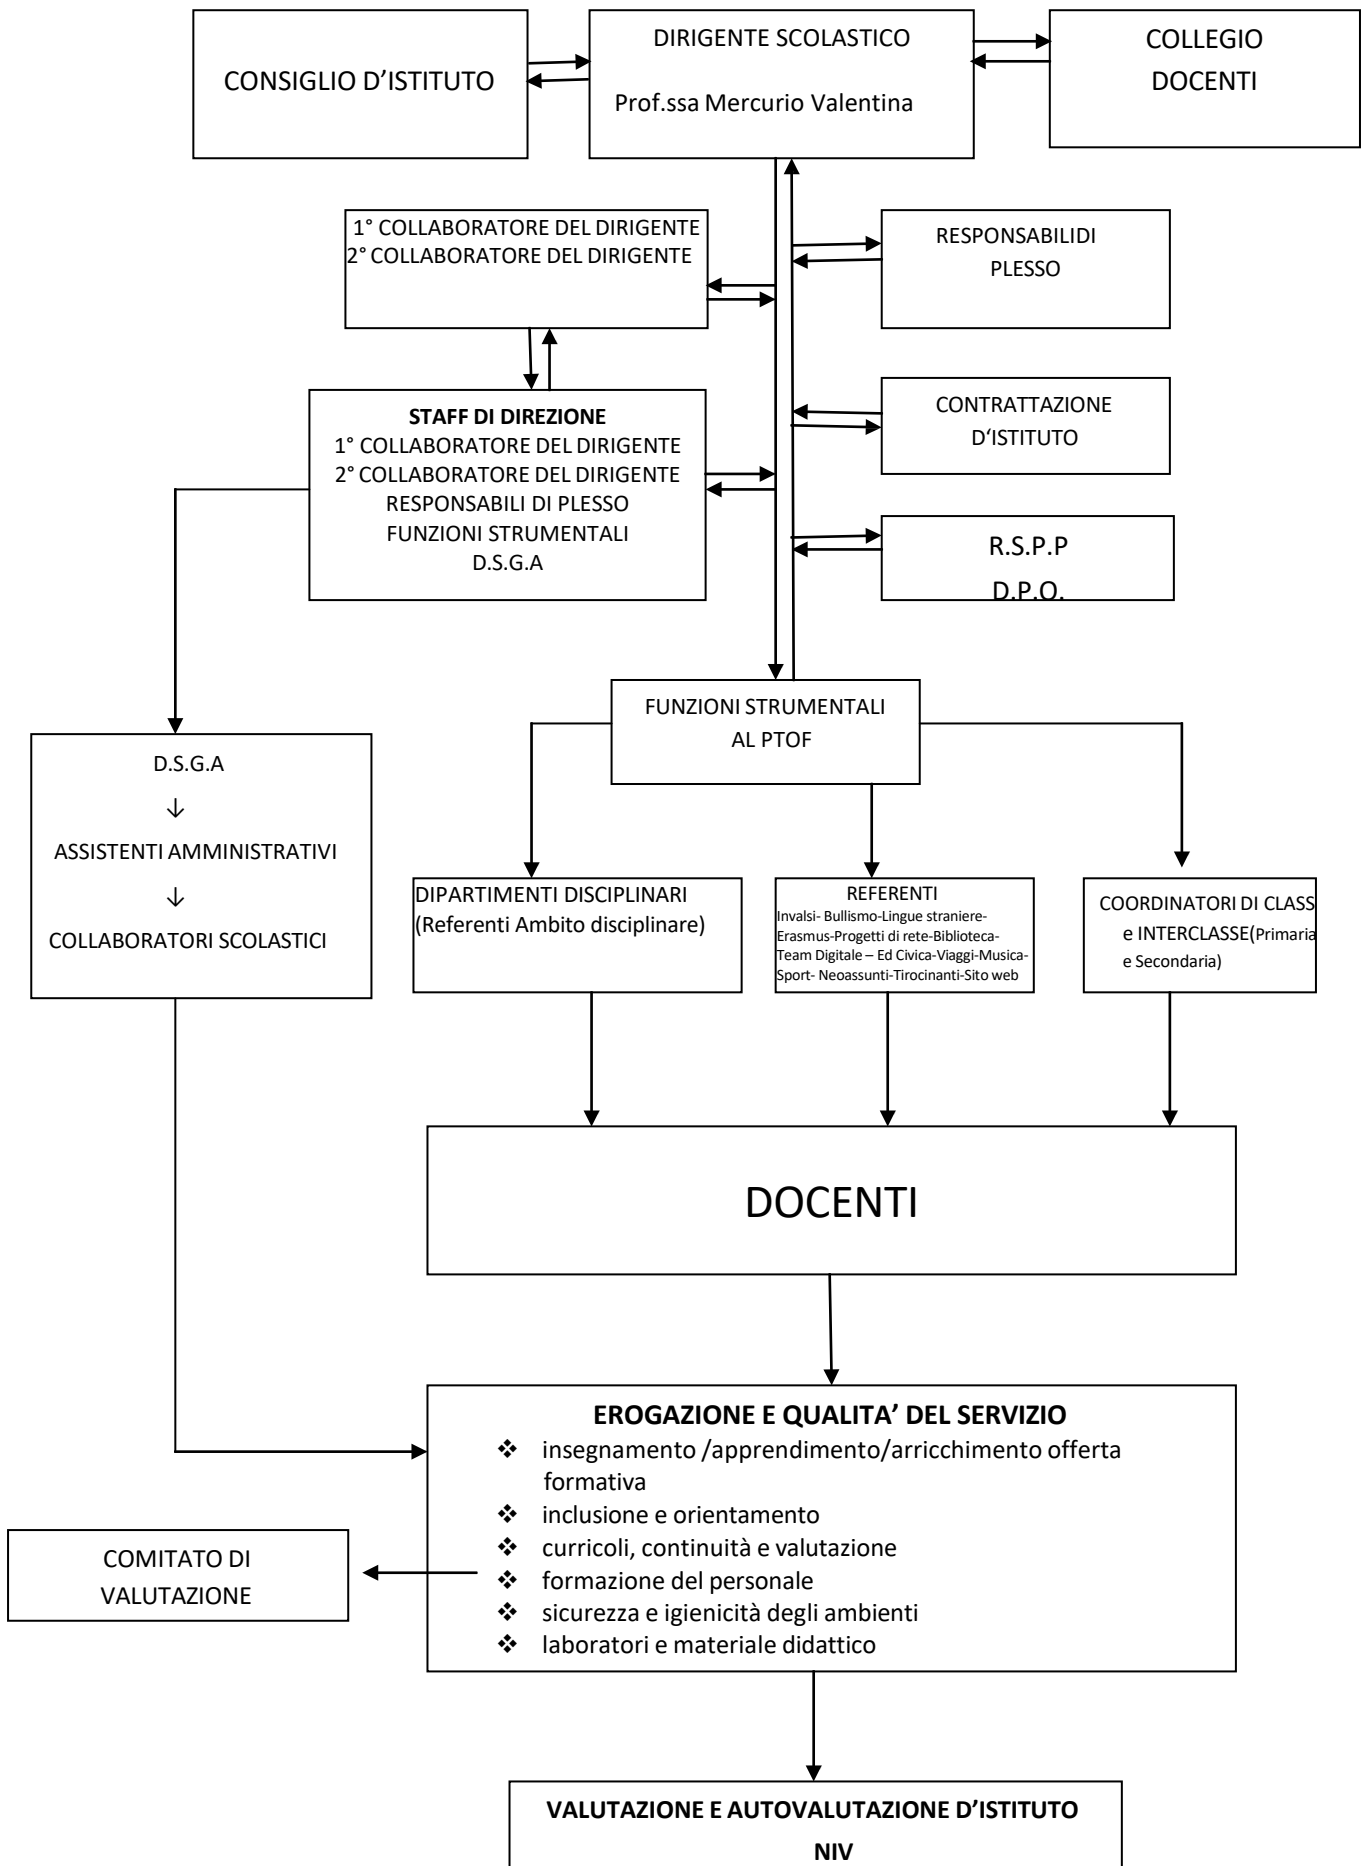 CONSIGLIO D’ISTITUTO
DIRIGENTE SCOLASTICO
Prof.ssa Mercurio Valentina
COLLEGIO
DOCENTI
1° COLLABORATORE DEL DIRIGENTE
2° COLLABORATORE DEL DIRIGENTE
RESPONSABILIDI
PLESSO
STAFF DI DIREZIONE
1° COLLABORATORE DEL DIRIGENTE
2° COLLABORATORE DEL DIRIGENTE
RESPONSABILI DI PLESSO
FUNZIONI STRUMENTALI
D.S.G.A
CONTRATTAZIONE
D‘ISTITUTO
R.S.P.P
D.P.O.
FUNZIONI STRUMENTALI
AL PTOF
D.S.G.A
↓
ASSISTENTI AMMINISTRATIVI
↓
COLLABORATORI SCOLASTICI
DIPARTIMENTI DISCIPLINARI
(Referenti Ambito disciplinare)
REFERENTI
Invalsi- Bullismo-Lingue straniere-
Erasmus-Progetti di rete-Biblioteca-
Team Digitale – Ed Civica-Viaggi-Musica-
Sport- Neoassunti-Tirocinanti-Sito web
COORDINATORI DI CLASS
e INTERCLASSE(Primaria
e Secondaria)
DOCENTI
EROGAZIONE E QUALITA’ DEL SERVIZIO
❖ insegnamento /apprendimento/arricchimento offerta
formativa
❖ inclusione e orientamento
❖ curricoli, continuità e valutazione
❖ formazione del personale
❖ sicurezza e igienicità degli ambienti
❖ laboratori e materiale didattico
COMITATO DI
VALUTAZIONE
VALUTAZIONE E AUTOVALUTAZIONE D’ISTITUTO
NIV